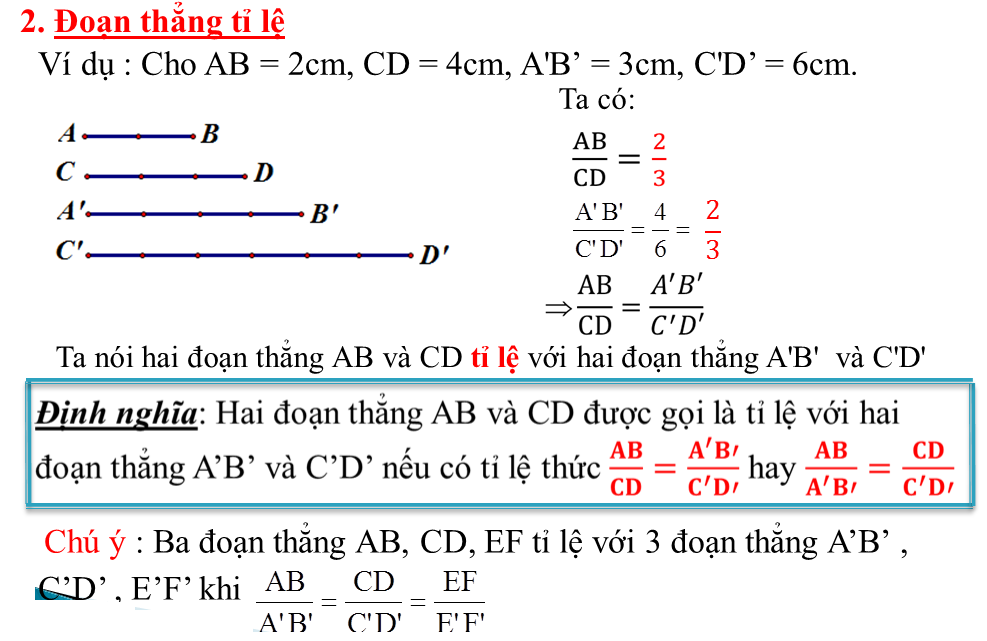 2. Đoạn thẳng tỉ lệ
Ví dụ : Cho AB = 2cm, CD = 4cm, A'B’ = 3cm, C'D’ = 6cm.
Ta có:
A B
C D
A' B'
C' D'
AB/CD = 2/3
A'B'/C'D' = 4/6 = 2/3
⇒ AB/CD = A′B′/C′D′
Ta nói hai đoạn thẳng AB và CD tỉ lệ với hai đoạn thẳng A'B' và C'D'
Định nghĩa: Hai đoạn thẳng AB và CD được gọi là tỉ lệ với hai
đoạn thẳng A’B’ và C’D’ nếu có tỉ lệ thức AB/CD = A′B′/C′D′ hay AB/A′B′ = CD/C′D′
Chú ý : Ba đoạn thẳng AB, CD, EF tỉ lệ với 3 đoạn thẳng A’B’ ,
C’D’ , E’F’ khi AB/A'B' = CD/C'D' = EF/E'F'